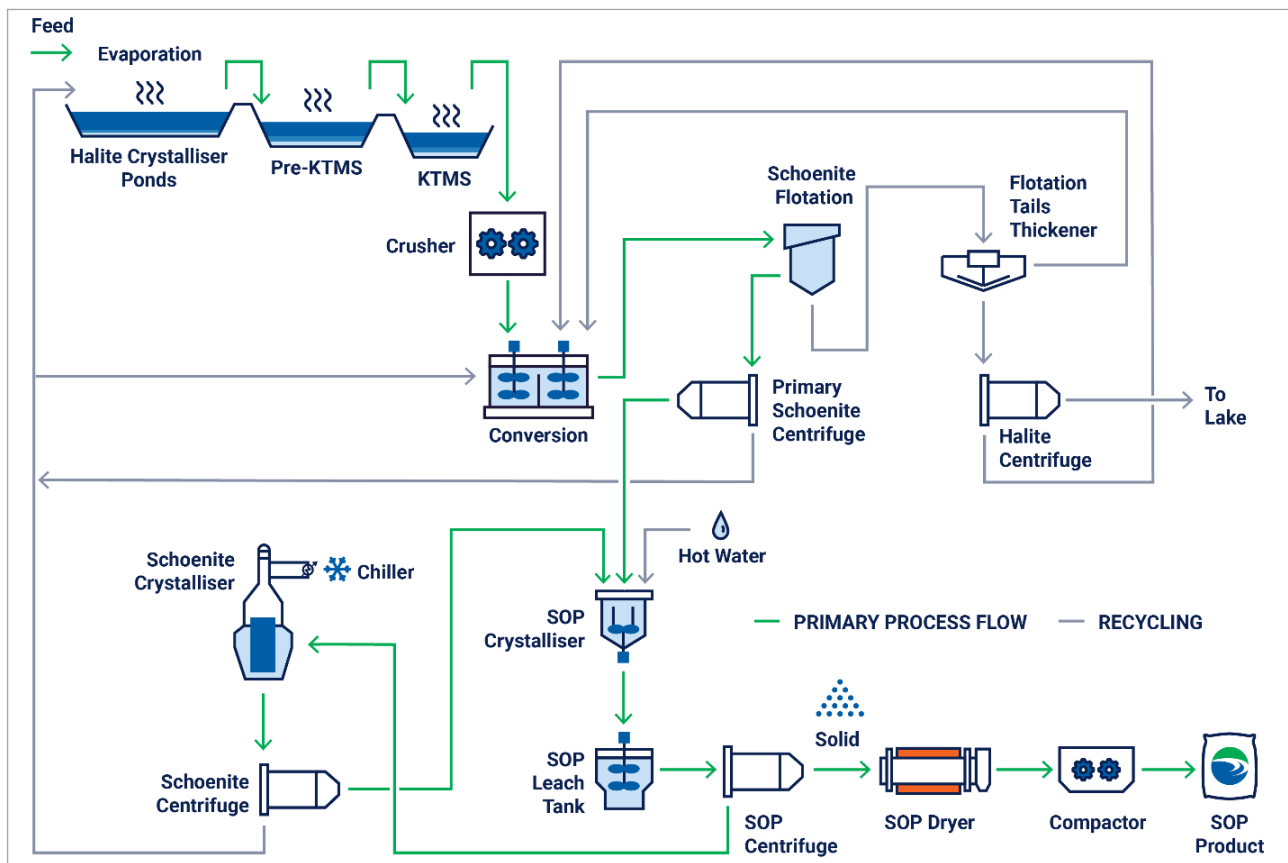 Feed
Evaporation
Halite Crystalliser
Ponds
Pre-KTMS
KTMS
Crusher
Schoenite
Flotation
Flotation
Tails
Thickener
Conversion
Primary
Schoenite
Centrifuge
Halite
Centrifuge
To
Lake
Hot Water
Schoenite
Crystalliser
Chiller
SOP
Crystalliser
PRIMARY PROCESS FLOW
RECYCLING
Solid
Schoenite
Centrifuge
SOP
Leach
Tank
SOP
Centrifuge
SOP Dryer
Compactor
SOP
Product